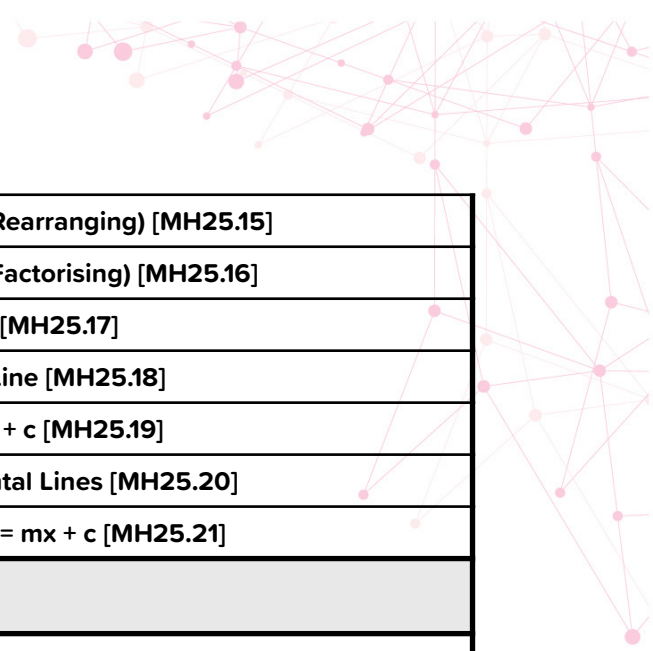 Rearranging) [MH25.15]
Factorising) [MH25.16]
[MH25.17]
Line [MH25.18]
+ c [MH25.19]
ntal Lines [MH25.20]
= mx + c [MH25.21]